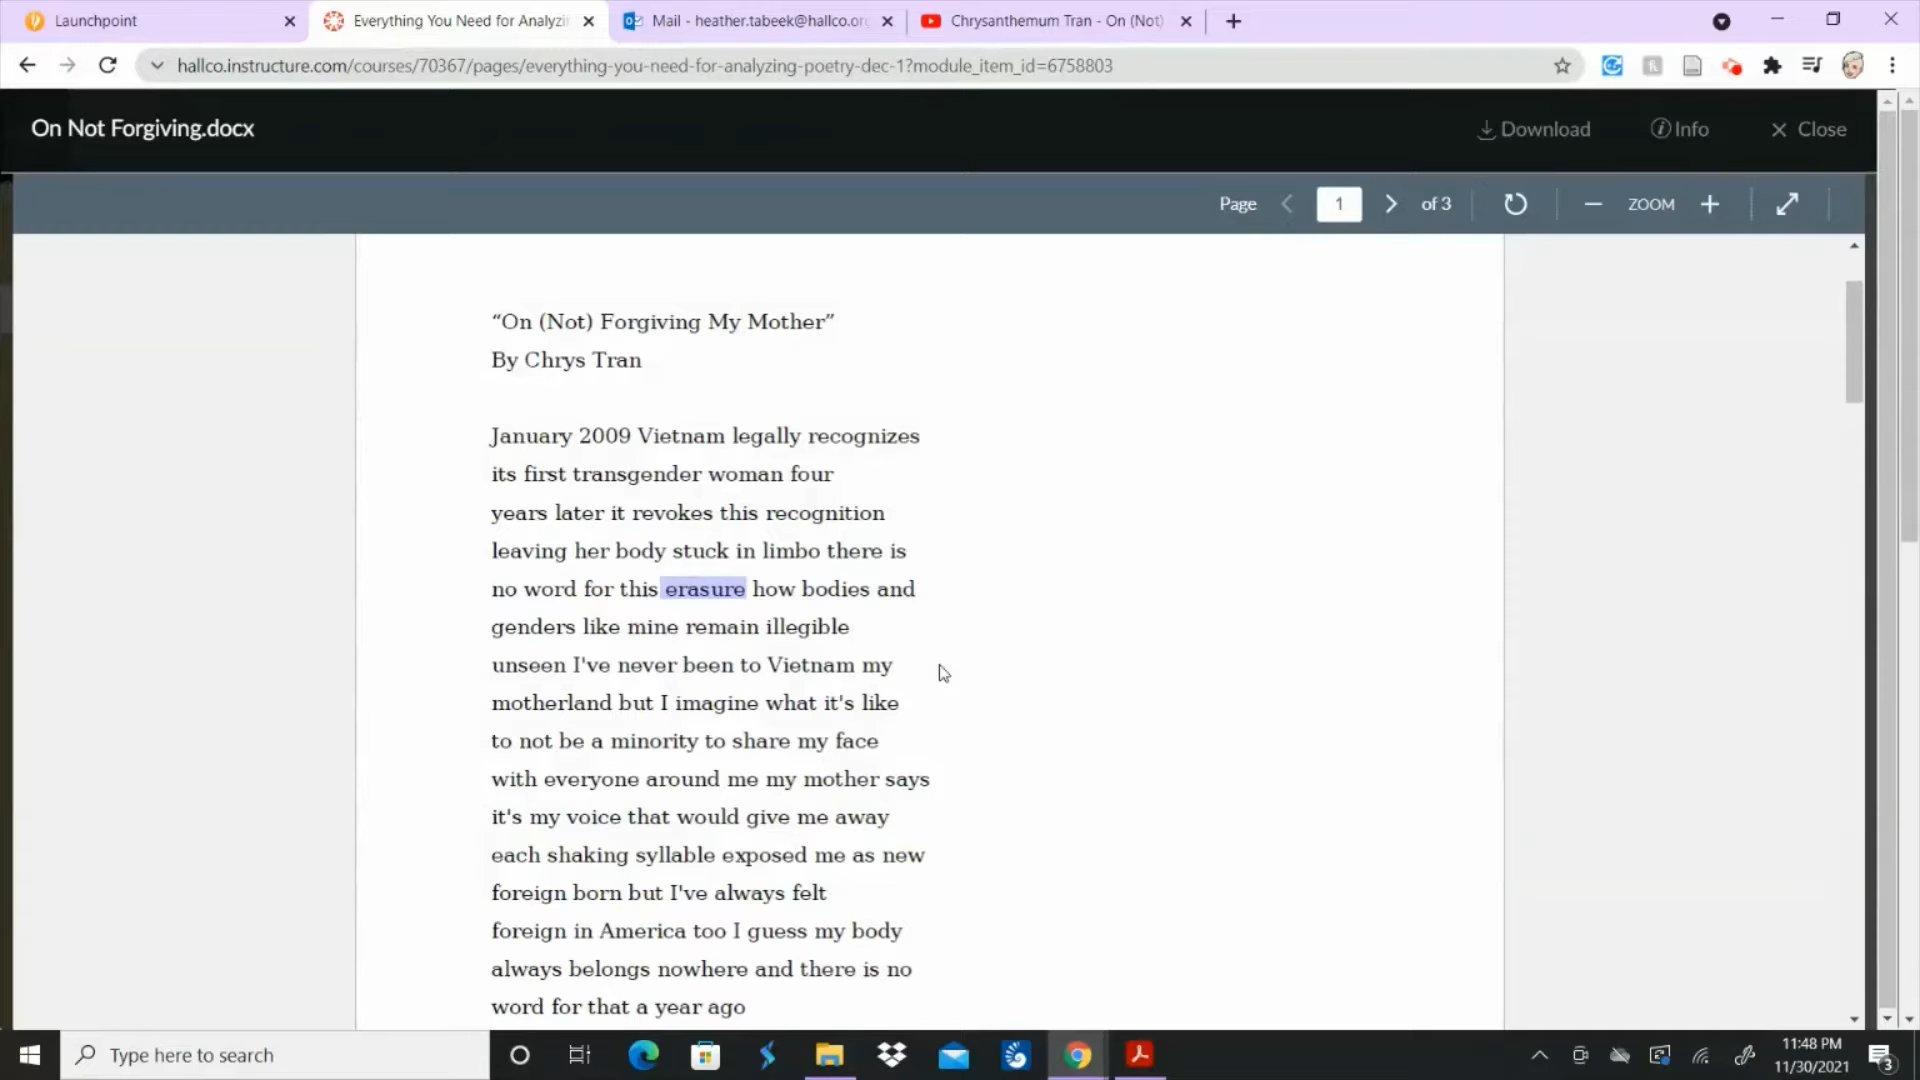 Launchpoint
Everything You Need for Analyzi
Mail - heather.tabeek@hallco.or
Chrysanthemum Tran - On (Not)
hallco.instructure.com/courses/70367/pages/everything-you-need-for-analyzing-poetry-dec-1?module_item_id=6758803
On Not Forgiving.docx
Download
Info
Close
Page 1 of 3
ZOOM
“On (Not) Forgiving My Mother”
By Chrys Tran
January 2009 Vietnam legally recognizes
its first transgender woman four
years later it revokes this recognition
leaving her body stuck in limbo there is
no word for this erasure how bodies and
genders like mine remain illegible
unseen I've never been to Vietnam my
motherland but I imagine what it's like
to not be a minority to share my face
with everyone around me my mother says
it's my voice that would give me away
each shaking syllable exposed me as new
foreign born but I've always felt
foreign in America too I guess my body
always belongs nowhere and there is no
word for that a year ago
Type here to search
11:48 PM
11/30/2021
3